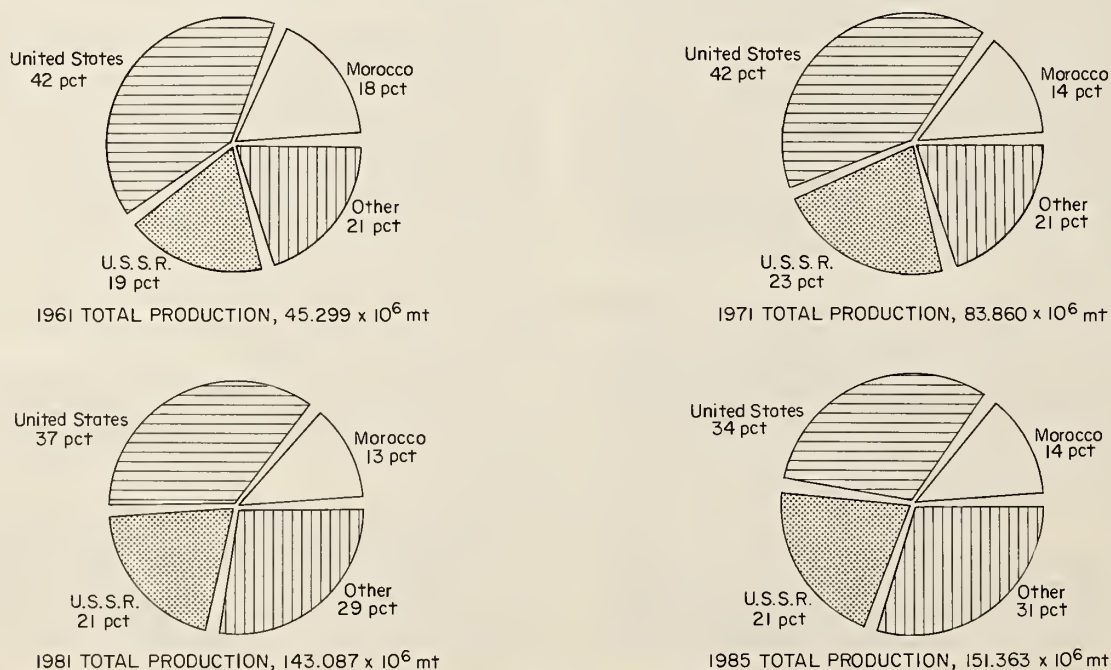 United States
42 pct
Morocco
18 pct
Other
21 pct
U.S.S.R.
19 pct
1961 TOTAL PRODUCTION, 45.299 x 10⁶ mt
United States
42 pct
Morocco
14 pct
Other
21 pct
U.S.S.R.
23 pct
1971 TOTAL PRODUCTION, 83.860 x 10⁶ mt
United States
37 pct
Morocco
13 pct
Other
29 pct
U.S.S.R.
21 pct
1981 TOTAL PRODUCTION, 143.087 x 10⁶ mt
United States
34 pct
Morocco
14 pct
Other
31 pct
U.S.S.R.
21 pct
1985 TOTAL PRODUCTION, 151.363 x 10⁶ mt